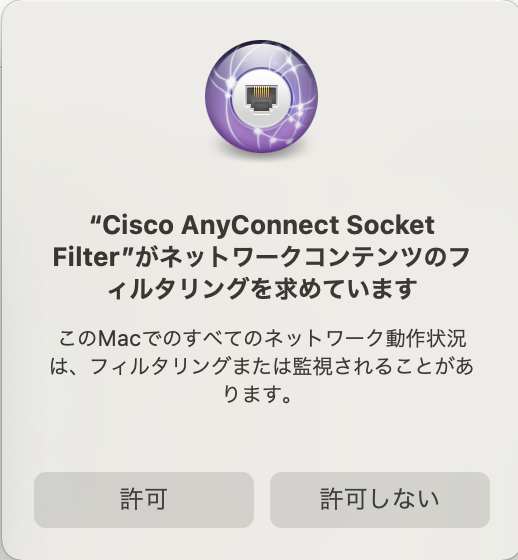 “Cisco AnyConnect Socket
Filter”がネットワークコンテンツのフ
ィルタリングを求めています
このMacでのすべてのネットワーク動作状況
は、フィルタリングまたは監視されることがあ
ります。
許可
許可しない